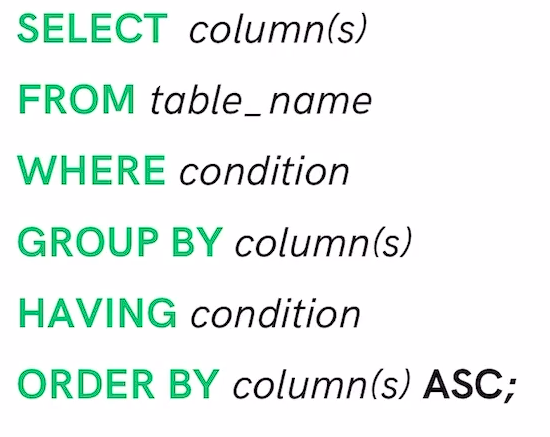 SELECT column(s)
FROM table_name
WHERE condition
GROUP BY column(s)
HAVING condition
ORDER BY column(s) ASC;